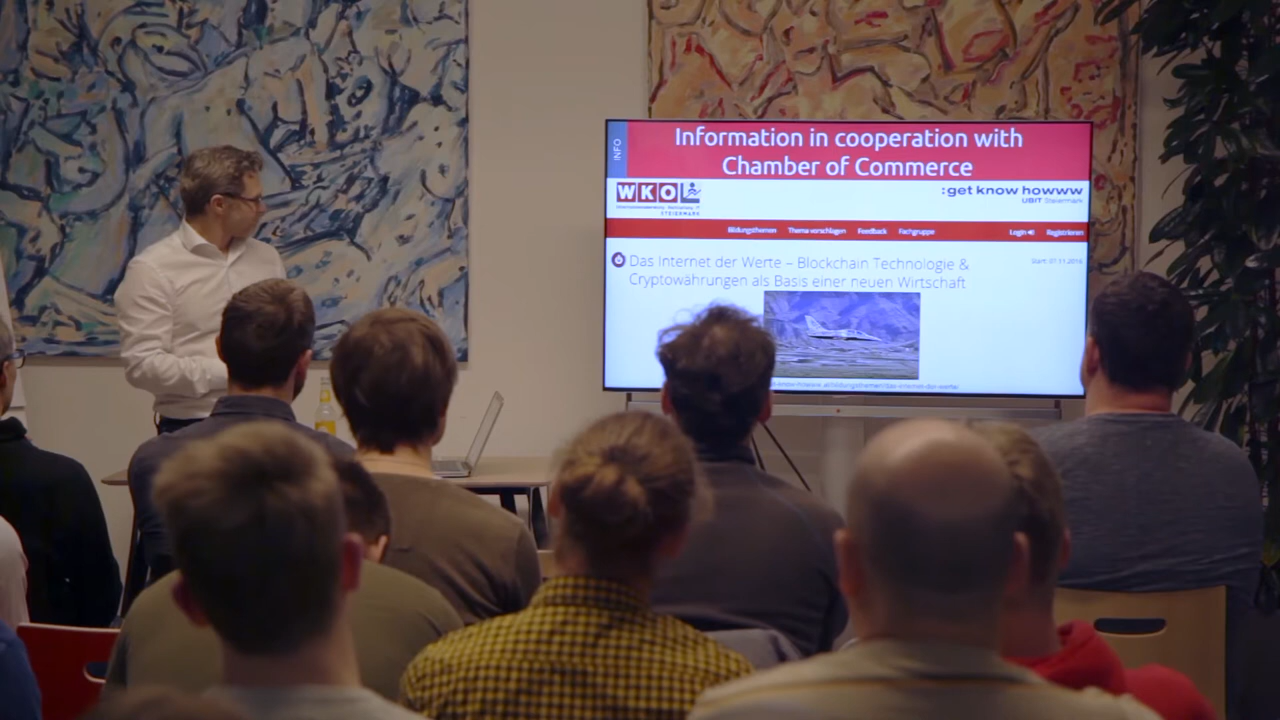 INFO
Information in cooperation with
Chamber of Commerce
WKO
STEIERMARK
:get know howww
UBIT Steiermark
Bildungsthemen Thema vorschlagen Feedback Fachgruppe Login Registrieren
Das Internet der Werte – Blockchain Technologie &
Cryptowährungen als Basis einer neuen Wirtschaft